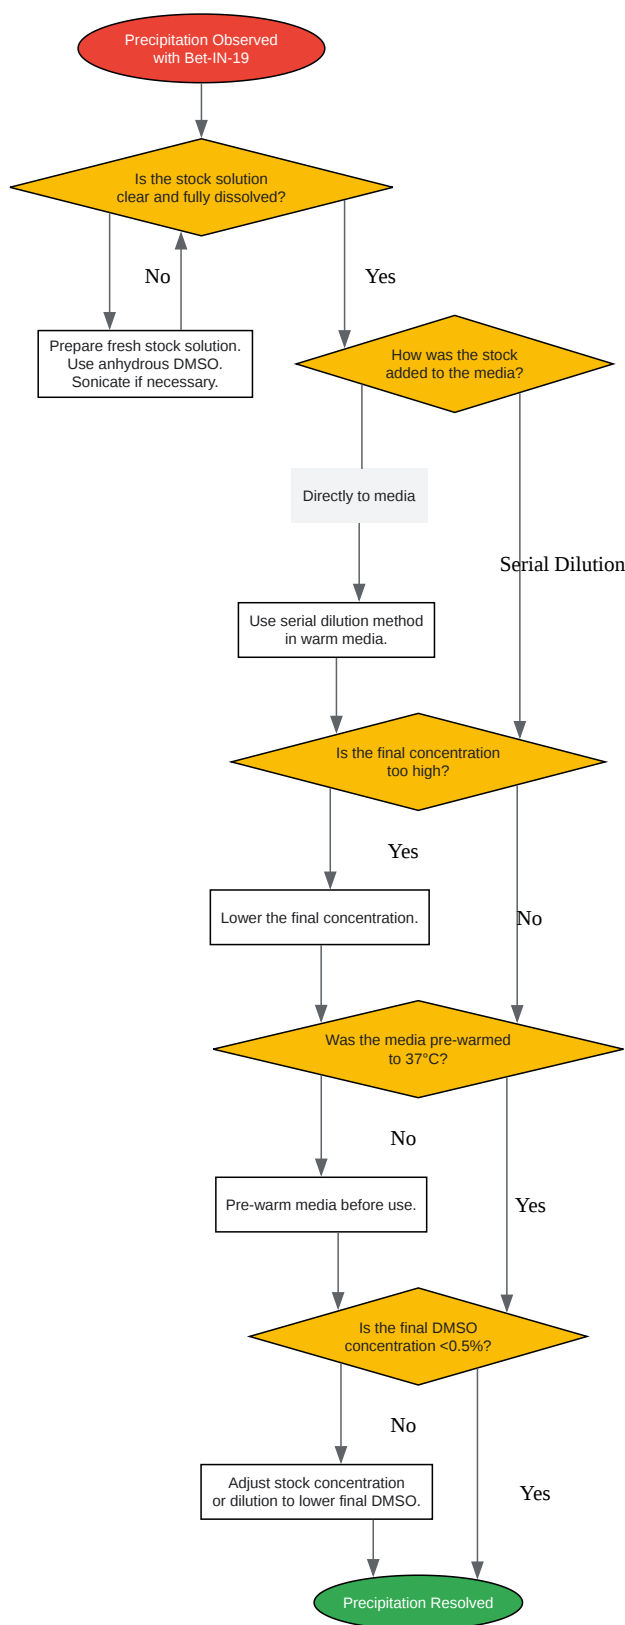 Precipitation Observed
with Bet-IN-19
Is the stock solution
clear and fully dissolved?
No
Yes
Prepare fresh stock solution.
Use anhydrous DMSO.
Sonicate if necessary.
How was the stock
added to the media?
Directly to media
Serial Dilution
Use serial dilution method
in warm media.
Is the final concentration
too high?
Yes
Lower the final concentration.
No
Was the media pre-warmed
to 37°C?
No
Pre-warm media before use.
Yes
Is the final DMSO
concentration <0.5%?
No
Adjust stock concentration
or dilution to lower final DMSO.
Yes
Precipitation Resolved